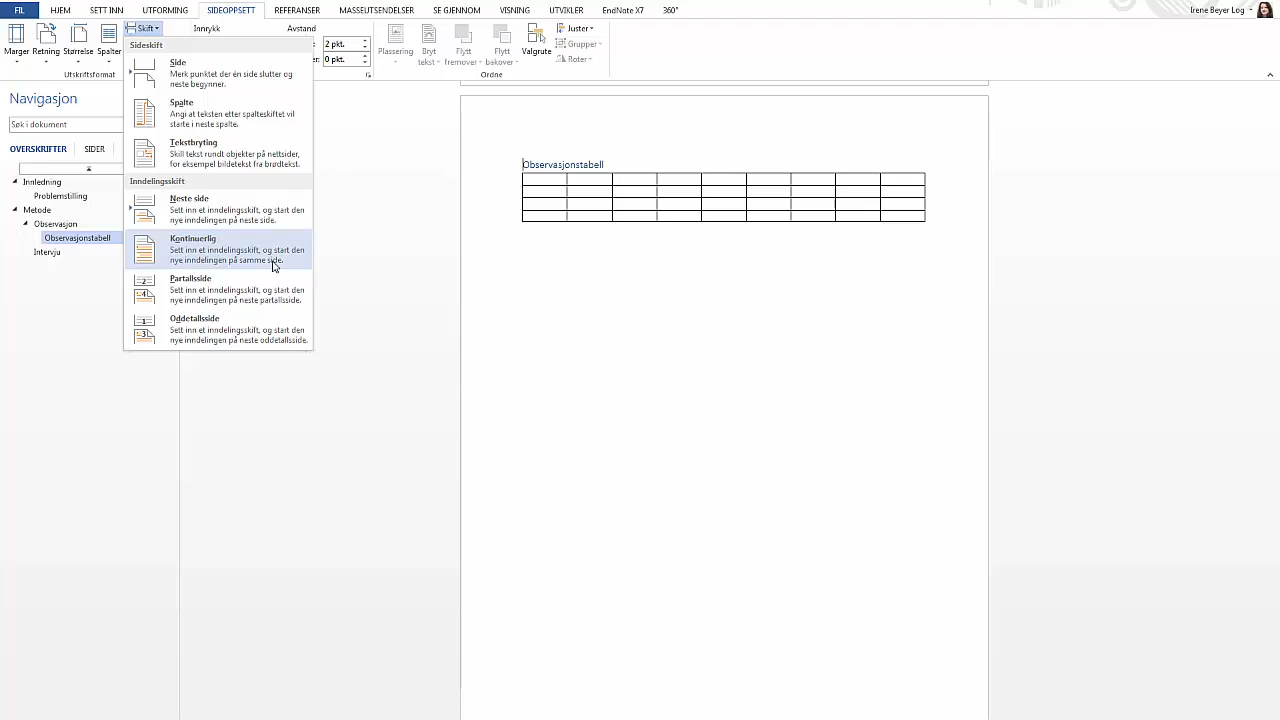 FIL HJEM SETT INN UTFORMING SIDEOPPSETT REFERANSER MASSEUTSENDELSER SE GJENNOM VISNING UTVIKLER EndNote X7 360° Irene Beyer Log
Skift Innrykk Avstand
Marger Retning Størrelse Spalter
2 pkt.
0 pkt.
Plassering Bryt tekst Flytt fremover Flytt bakover Valgrute
Juster
Grupper
Roter
Utskriftsformat Ordne
Sideskift
Side
Merk punktet der én side slutter og
neste begynner.
Spalte
Angi at teksten etter spalteskiftet vil
starte i neste spalte.
Tekstbryting
Skill tekst rundt objekter på nettsider,
for eksempel bildetekst fra brødtekst.
Inndelingsskift
Neste side
Sett inn et inndelingsskift, og start den
nye inndelingen på neste side.
Kontinuerlig
Sett inn et inndelingsskift, og start den
nye inndelingen på samme side.
Partallsside
Sett inn et inndelingsskift, og start den
nye inndelingen på neste partallsside.
Oddetallsside
Sett inn et inndelingsskift, og start den
nye inndelingen på neste oddetallsside.
Navigasjon
Søk i dokument
OVERSKRIFTER SIDER
Innledning
Problemstilling
Metode
Observasjon
Observasjonstabell
Intervju
Observasjonstabell